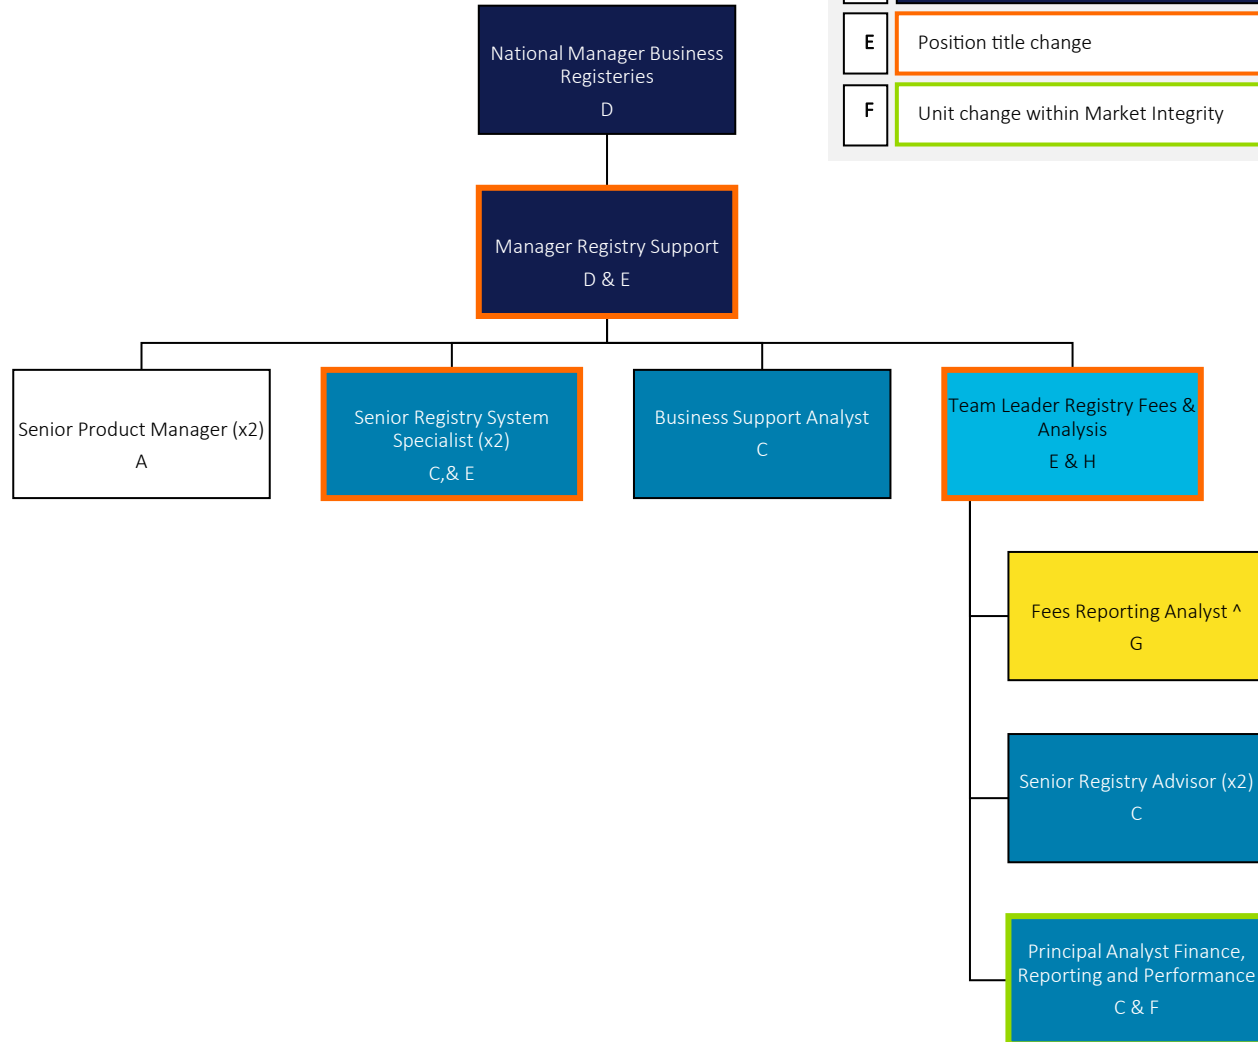 National Manager Business
Registeries
D
E
Position title change
F
Unit change within Market Integrity
Manager Registry Support
D & E
Senior Product Manager (x2)
A
Senior Registry System
Specialist (x2)
C,& E
Business Support Analyst
C
Team Leader Registry Fees &
Analysis
E & H
Fees Reporting Analyst ^
G
Senior Registry Advisor (x2)
C
Principal Analyst Finance,
Reporting and Performance
C & F